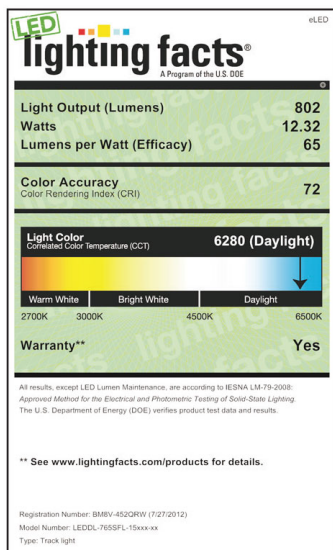 eLED
LED
lighting facts®
A Program of the U.S. DOE
Light Output (Lumens) 802
Watts 12.32
Lumens per Watt (Efficacy) 65
Color Accuracy
Color Rendering Index (CRI) 72
Light Color
Correlated Color Temperature (CCT) 6280 (Daylight)
Warm White Bright White Daylight
2700K 3000K 4500K 6500K
Warranty** Yes
All results, except LED Lumen Maintenance, are according to IESNA LM-79-2008:
Approved Method for the Electrical and Photometric Testing of Solid-State Lighting.
The U.S. Department of Energy (DOE) verifies product test data and results.
** See www.lightingfacts.com/products for details.
Registration Number: BM8V-452QRW (7/27/2012)
Model Number: LEDDL-765SFL-15xxx-xx
Type: Track light